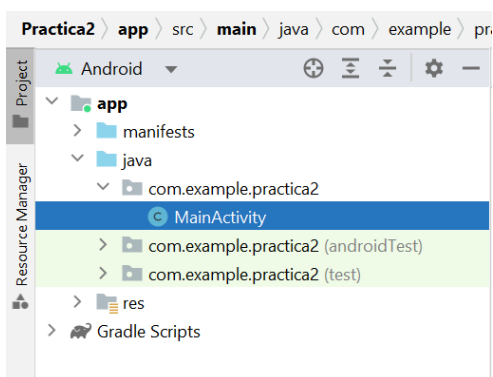 Practica2 〉 app 〉 src 〉 main 〉 java 〉 com 〉 example 〉 pra
Project
Android
app
manifests
java
com.example.practica2
MainActivity
com.example.practica2 (androidTest)
com.example.practica2 (test)
res
Gradle Scripts
Resource Manager